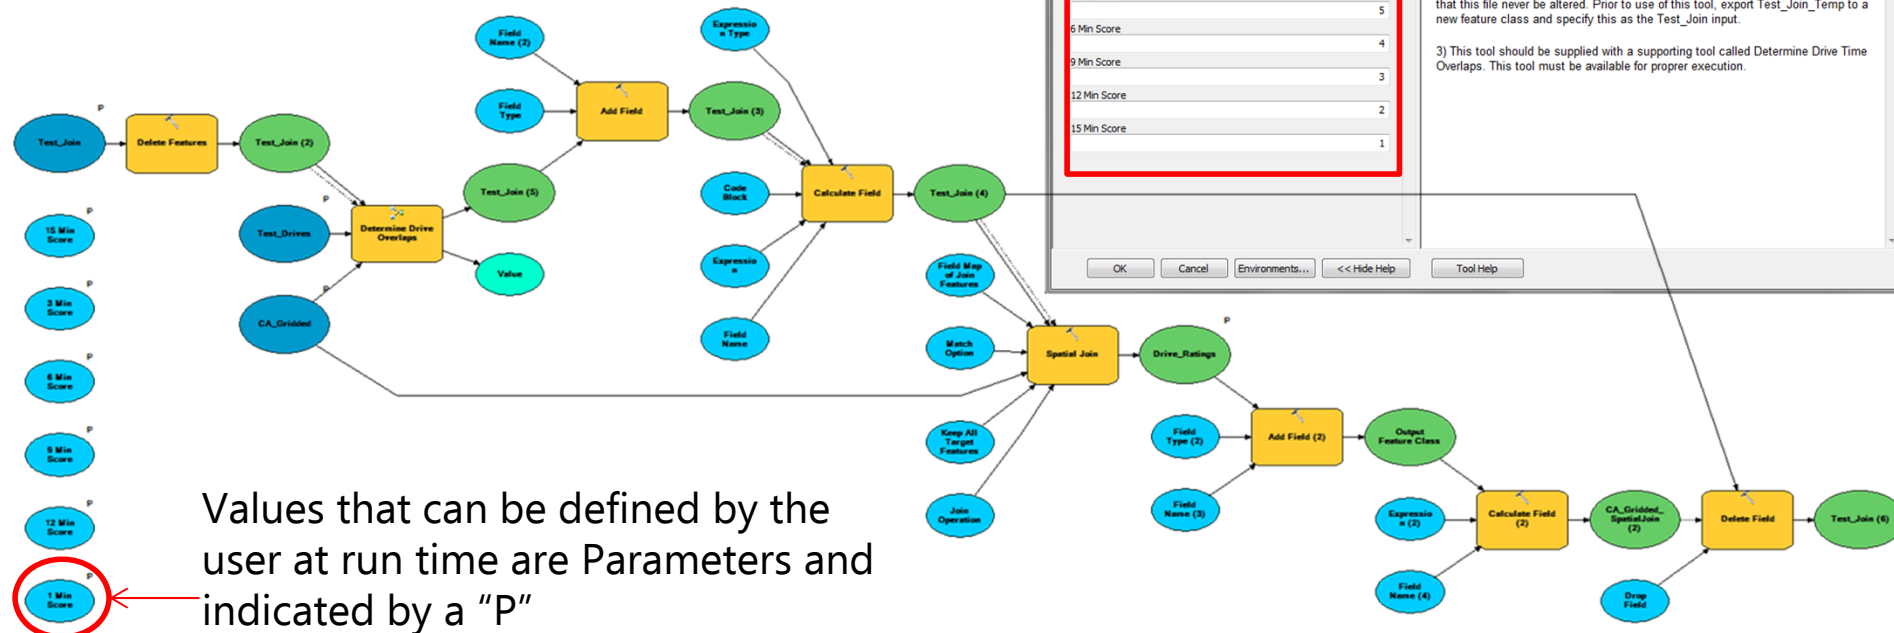 Field
Name (2)
Expressio
n Type
5
6 Min Score
4
9 Min Score
3
12 Min Score
2
15 Min Score
1
that this file never be altered. Prior to use of this tool, export Test_Join_Temp to a
new feature class and specify this as the Test_Join input.
3) This tool should be supplied with a supporting tool called Determine Drive Time
Overlaps. This tool must be available for proprer execution.
OK
Cancel
Environments...
<< Hide Help
Tool Help
P
Test_Join
Delete Features
Test_Join (2)
Field
Type
Add Field
Test_Join (3)
P
Test_Drives
Determine Drive
Overlaps
Test_Join (5)
Value
P
CA_Gridded
Code
Block
Calculate Field
Test_Join (4)
Expressio
n
Field
Name
Field Map
of Join
Features
Match
Option
Spatial Join
P
Drive_Ratings
Keep All
Target
Features
Join
Operation
Field
Type (2)
Add Field (2)
Output
Feature Class
Field
Name (3)
Expressio
n (2)
Calculate Field
(2)
CA_Gridded_
SpatialJoin
(2)
Delete Field
Test_Join (6)
Field
Name (4)
Drop
Field
P
15 Min
Score
P
3 Min
Score
P
6 Min
Score
P
9 Min
Score
P
12 Min
Score
P
1 Min
Score
Values that can be defined by the
user at run time are Parameters and
indicated by a “P”